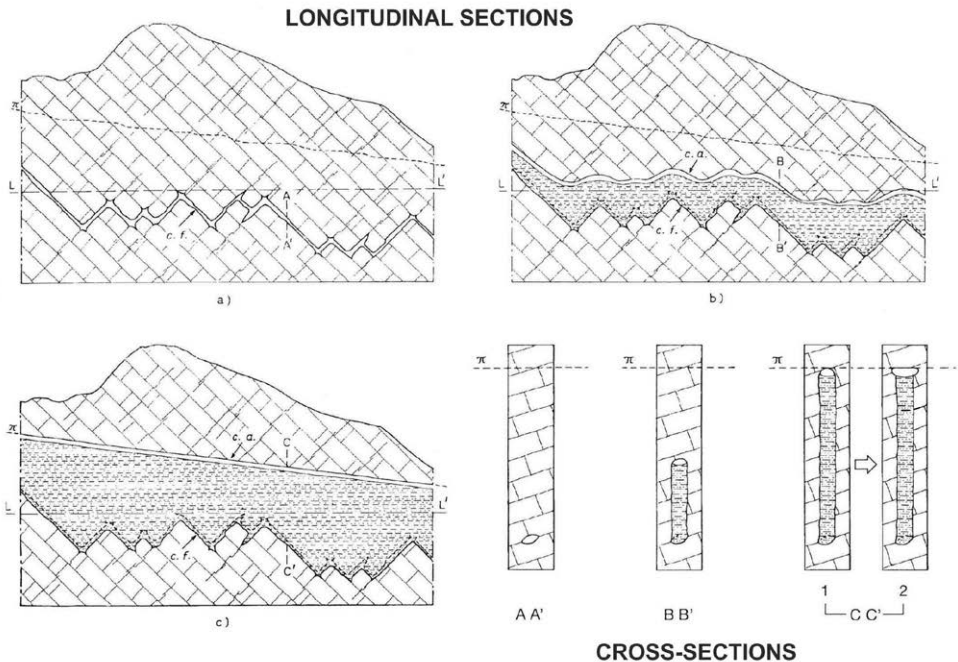 LONGITUDINAL SECTIONS
π
L
L'
A
A'
c. f.
a)
π
L
L'
c. a.
B
c. f.
B'
b)
π
L
L'
c. a.
C
c. f.
C'
c)
π
π
π
A A'
B B'
1 2
C C'
CROSS-SECTIONS